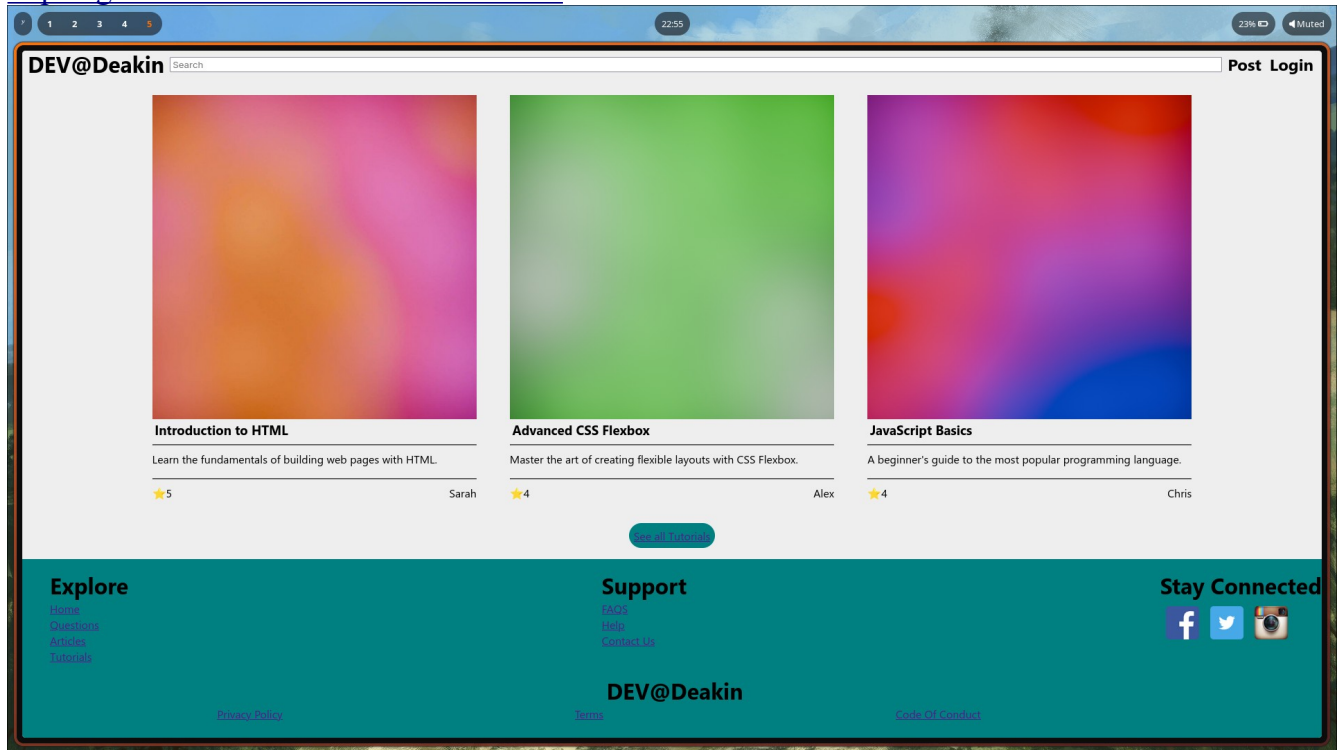 1 2 3 4 5
22:55
23%
Muted
DEV@Deakin Search Post Login
Introduction to HTML
Learn the fundamentals of building web pages with HTML.
⭐5 Sarah
Advanced CSS Flexbox
Master the art of creating flexible layouts with CSS Flexbox.
⭐4 Alex
JavaScript Basics
A beginner's guide to the most popular programming language.
⭐4 Chris
See all Tutorials
Explore
Home
Questions
Articles
Tutorials
Support
FAQS
Help
Contact Us
Stay Connected
DEV@Deakin
Privacy Policy Terms Code Of Conduct